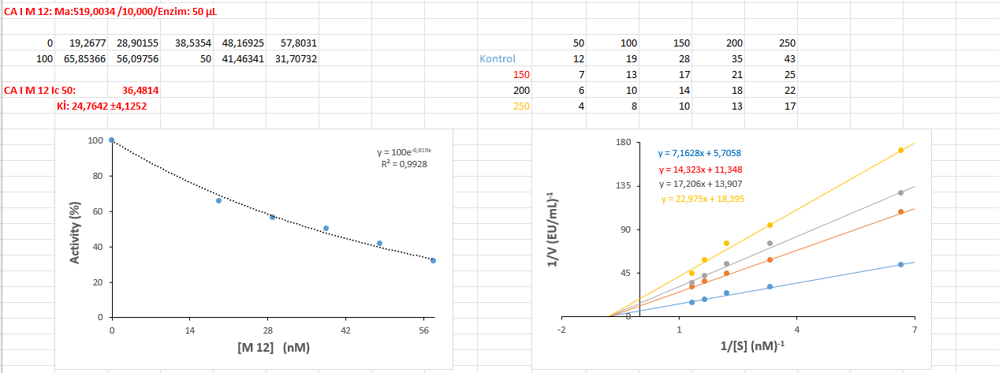 CA I M 12: Ma:519,0034 /10,000/Enzim: 50 µL
0 19,2677 28,90155 38,5354 48,16925 57,8031
100 65,85366 56,09756 50 41,46341 31,70732
CA I M 12 Ic 50: 36,4814
Kİ: 24,7642 ±4,1252
50 100 150 200 250
Kontrol 12 19 28 35 43
150 7 13 17 21 25
200 6 10 14 18 22
250 4 8 10 13 17
Activity (%)
100
80
60
40
20
0
y = 100e^-0,019x
R² = 0,9928
0 14 28 42 56
[M 12] (nM)
1/V (EU/mL)⁻¹
180
135
90
45
0
y = 7,1628x + 5,7058
y = 14,323x + 11,348
y = 17,206x + 13,907
y = 22,975x + 18,395
-2 1 4 7
1/[S] (nM)⁻¹